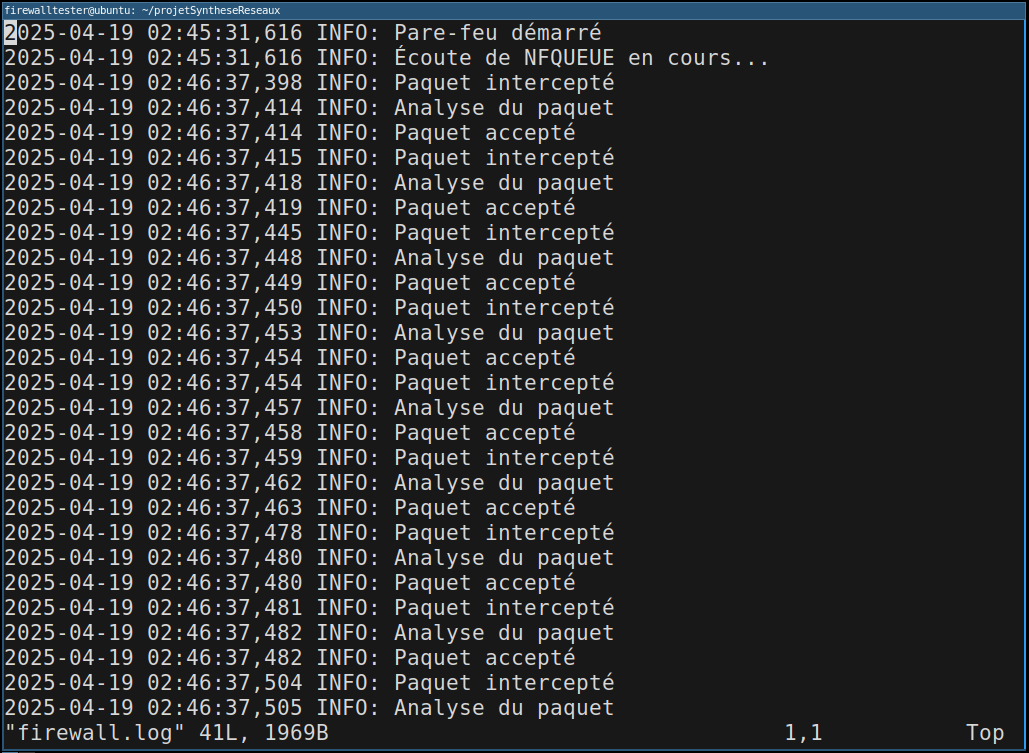 firewalltester@ubuntu: ~/projetSyntheseReseaux
2025-04-19 02:45:31,616 INFO: Pare-feu démarré
2025-04-19 02:45:31,616 INFO: Écoute de NFQUEUE en cours...
2025-04-19 02:46:37,398 INFO: Paquet intercepté
2025-04-19 02:46:37,414 INFO: Analyse du paquet
2025-04-19 02:46:37,414 INFO: Paquet accepté
2025-04-19 02:46:37,415 INFO: Paquet intercepté
2025-04-19 02:46:37,418 INFO: Analyse du paquet
2025-04-19 02:46:37,419 INFO: Paquet accepté
2025-04-19 02:46:37,445 INFO: Paquet intercepté
2025-04-19 02:46:37,448 INFO: Analyse du paquet
2025-04-19 02:46:37,449 INFO: Paquet accepté
2025-04-19 02:46:37,450 INFO: Paquet intercepté
2025-04-19 02:46:37,453 INFO: Analyse du paquet
2025-04-19 02:46:37,454 INFO: Paquet accepté
2025-04-19 02:46:37,454 INFO: Paquet intercepté
2025-04-19 02:46:37,457 INFO: Analyse du paquet
2025-04-19 02:46:37,458 INFO: Paquet accepté
2025-04-19 02:46:37,459 INFO: Paquet intercepté
2025-04-19 02:46:37,462 INFO: Analyse du paquet
2025-04-19 02:46:37,463 INFO: Paquet accepté
2025-04-19 02:46:37,478 INFO: Paquet intercepté
2025-04-19 02:46:37,480 INFO: Analyse du paquet
2025-04-19 02:46:37,480 INFO: Paquet accepté
2025-04-19 02:46:37,481 INFO: Paquet intercepté
2025-04-19 02:46:37,482 INFO: Analyse du paquet
2025-04-19 02:46:37,482 INFO: Paquet accepté
2025-04-19 02:46:37,504 INFO: Paquet intercepté
2025-04-19 02:46:37,505 INFO: Analyse du paquet
"firewall.log" 41L, 1969B 1,1 Top